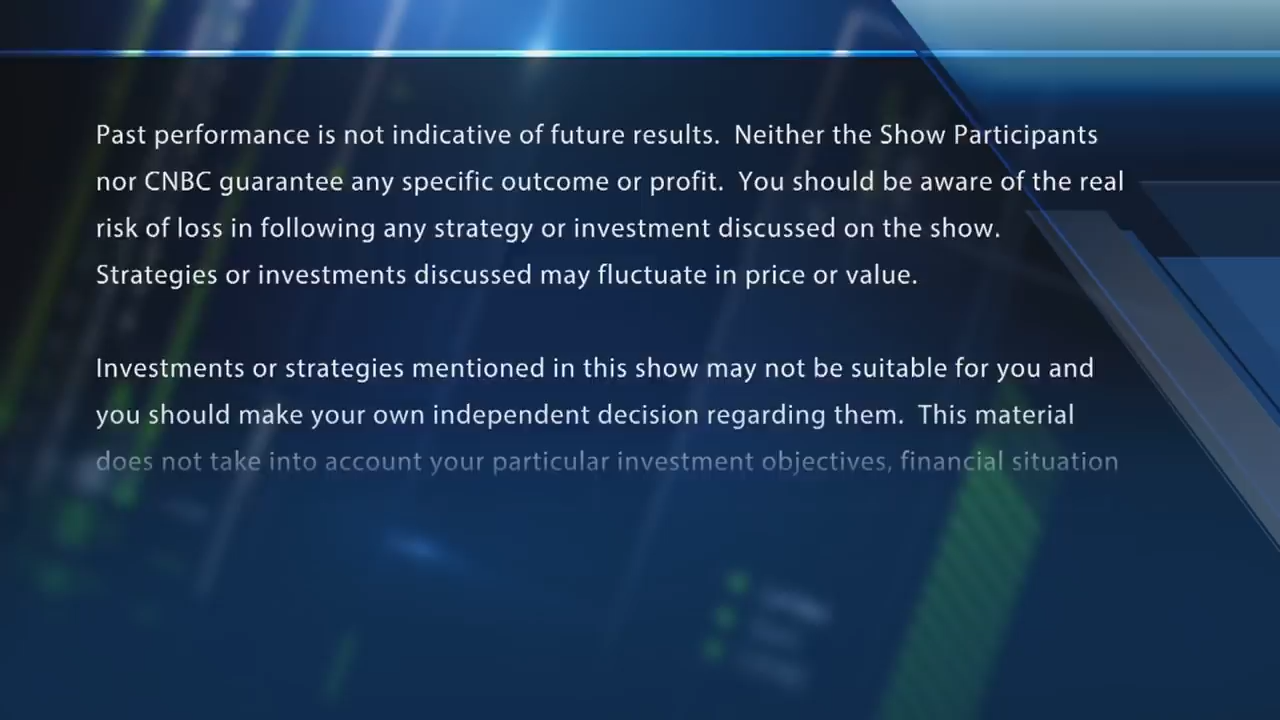 Past performance is not indicative of future results.  Neither the Show Participants
nor CNBC guarantee any specific outcome or profit.  You should be aware of the real
risk of loss in following any strategy or investment discussed on the show.
Strategies or investments discussed may fluctuate in price or value.
Investments or strategies mentioned in this show may not be suitable for you and
you should make your own independent decision regarding them.  This material
does not take into account your particular investment objectives, financial situation